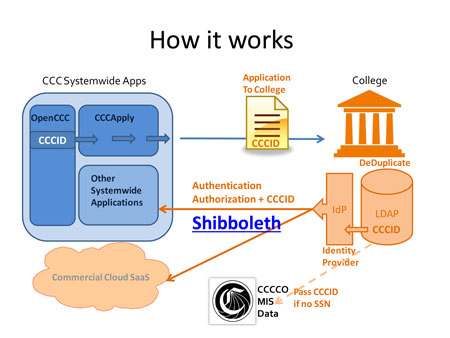 How it works
CCC Systemwide Apps
Application
To College
College
OpenCCC
CCCApply
CCCID
CCCID
DeDuplicate
Other
Systemwide
Applications
Authentication
Authorization + CCCID
Shibboleth
IdP
LDAP
CCCID
Identity
Provider
Commercial Cloud SaaS
CCCCO
MIS
Data
Pass CCCID
if no SSN